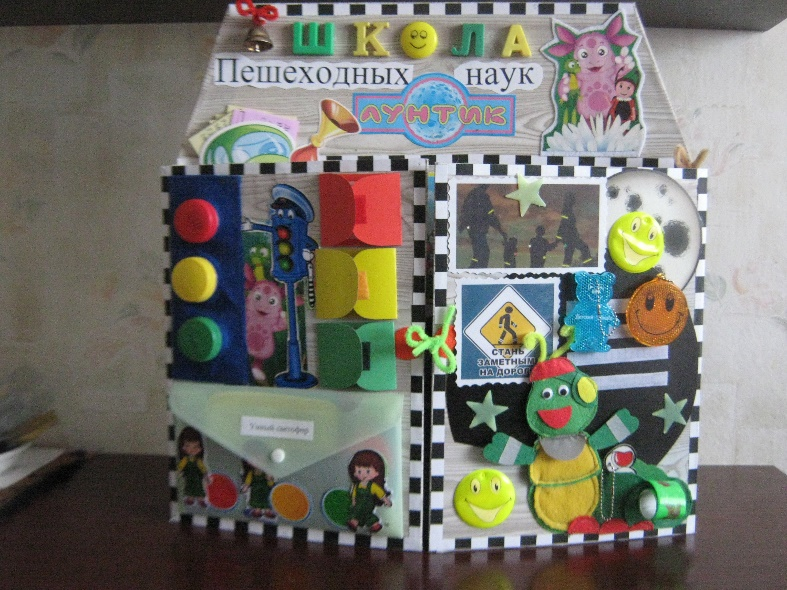 ШКОЛА
Пешеходных наук
ЛУНТИК
СТАНЬ
ЗАМЕТНЫМ
НА ДОРОГЕ
Умный светофор